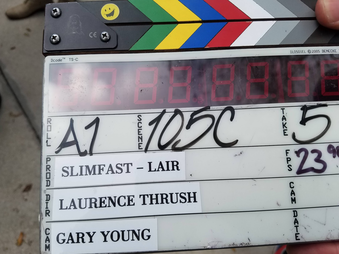 ROLL A1 SCENE 105C TAKE 5
PROD SLIMFAST – LAIR FPS 23
DIR LAURENCE THRUSH CAM
CAM GARY YOUNG DATE